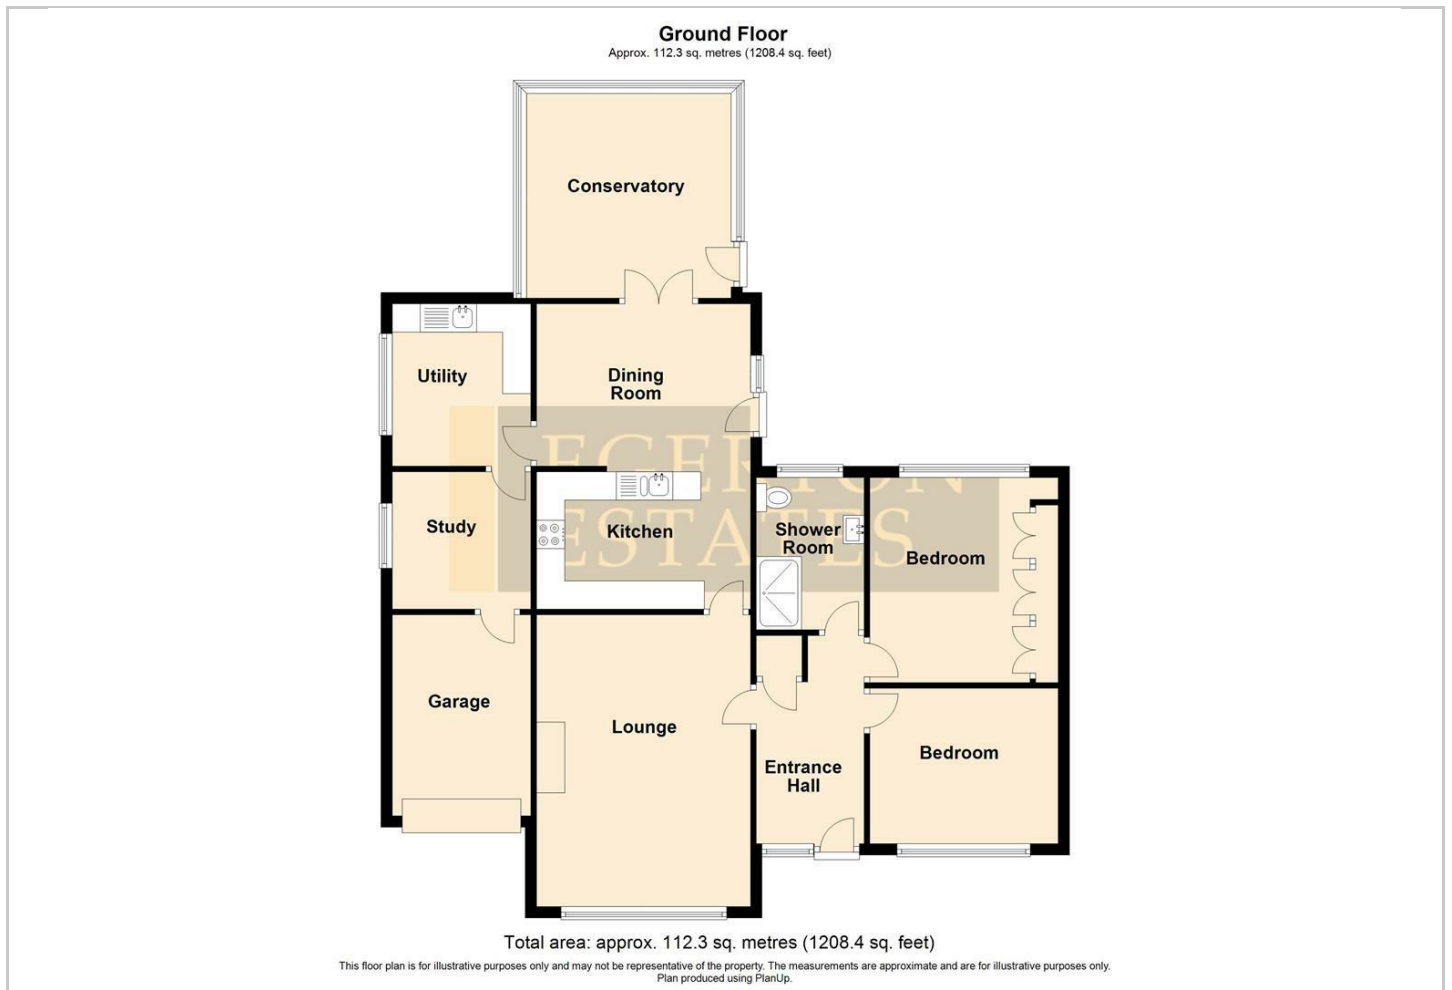 Ground Floor
Approx. 112.3 sq. metres (1208.4 sq. feet)
Conservatory
Utility
Dining
Room
EGERTON
ESTATES
Study
Kitchen
Shower
Room
Bedroom
Garage
Lounge
Entrance
Hall
Bedroom
Total area: approx. 112.3 sq. metres (1208.4 sq. feet)
This floor plan is for illustrative purposes only and may not be representative of the property. The measurements are approximate and are for illustrative purposes only.
Plan produced using PlanUp.